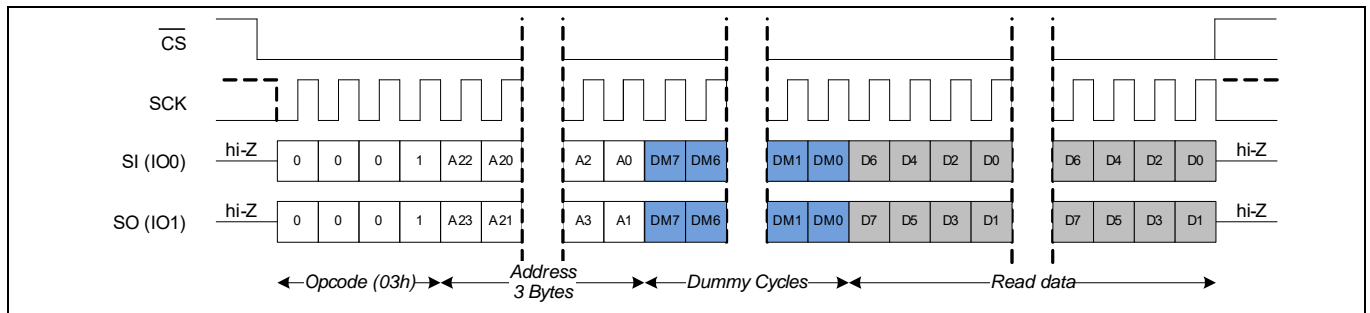 CS
SCK
SI (IO0) hi-Z 0 0 0 1 A22 A20 A2 A0 DM7 DM6 DM1 DM0 D6 D4 D2 D0 D6 D4 D2 D0 hi-Z
SO (IO1) hi-Z 0 0 0 1 A23 A21 A3 A1 DM7 DM6 DM1 DM0 D7 D5 D3 D1 D7 D5 D3 D1 hi-Z
Opcode (03h) Address Dummy Cycles Read data
3 Bytes